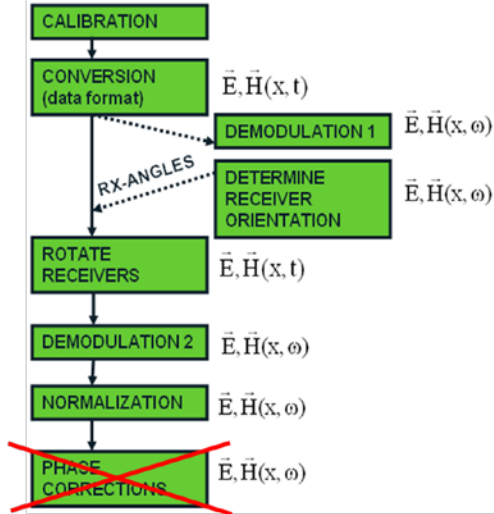 CALIBRATION
CONVERSION
(data format)
E⃗,H⃗(x,t)
DEMODULATION 1
E⃗,H⃗(x,ω)
RX-ANGLES
DETERMINE
RECEIVER
ORIENTATION
E⃗,H⃗(x,ω)
ROTATE
RECEIVERS
E⃗,H⃗(x,t)
DEMODULATION 2
E⃗,H⃗(x,ω)
NORMALIZATION
E⃗,H⃗(x,ω)
PHASE
CORRECTIONS
E⃗,H⃗(x,ω)